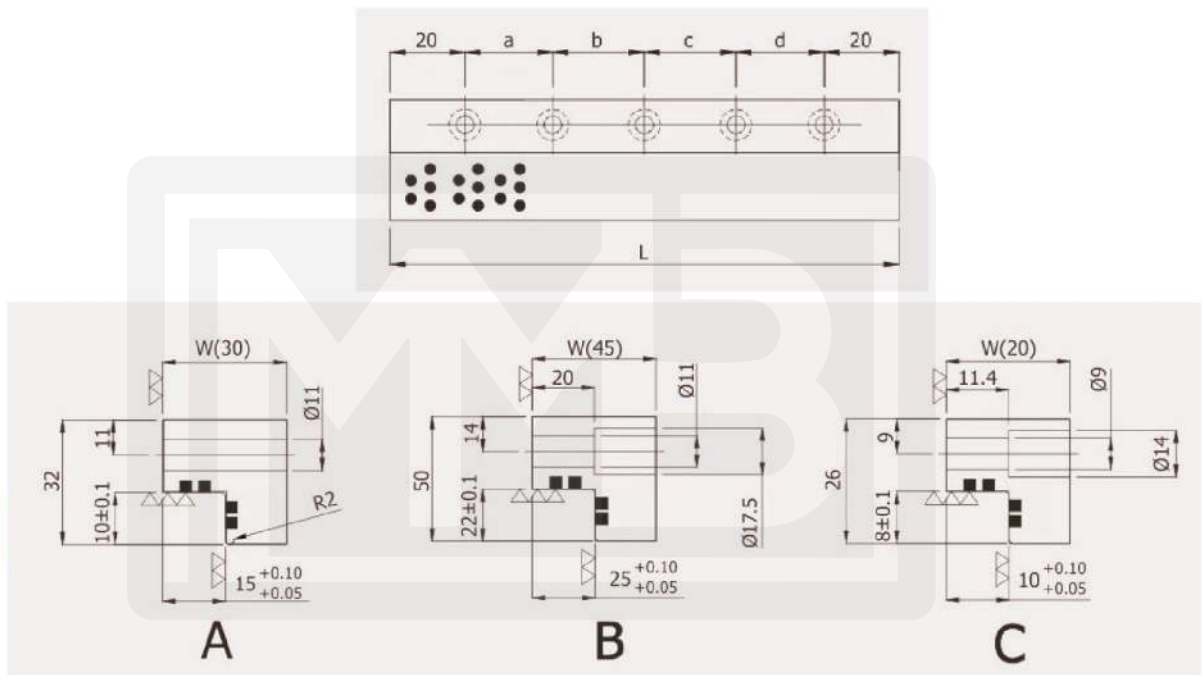 20 a b c d 20
L
W(30)
11
Ø11
32
10±0.1
R2
15 +0.10 +0.05
A
W(45)
20
14
Ø11
50
22±0.1
Ø17.5
25 +0.10 +0.05
B
W(20)
11.4
9
Ø9
26
8±0.1
Ø14
10 +0.10 +0.05
C
MMB